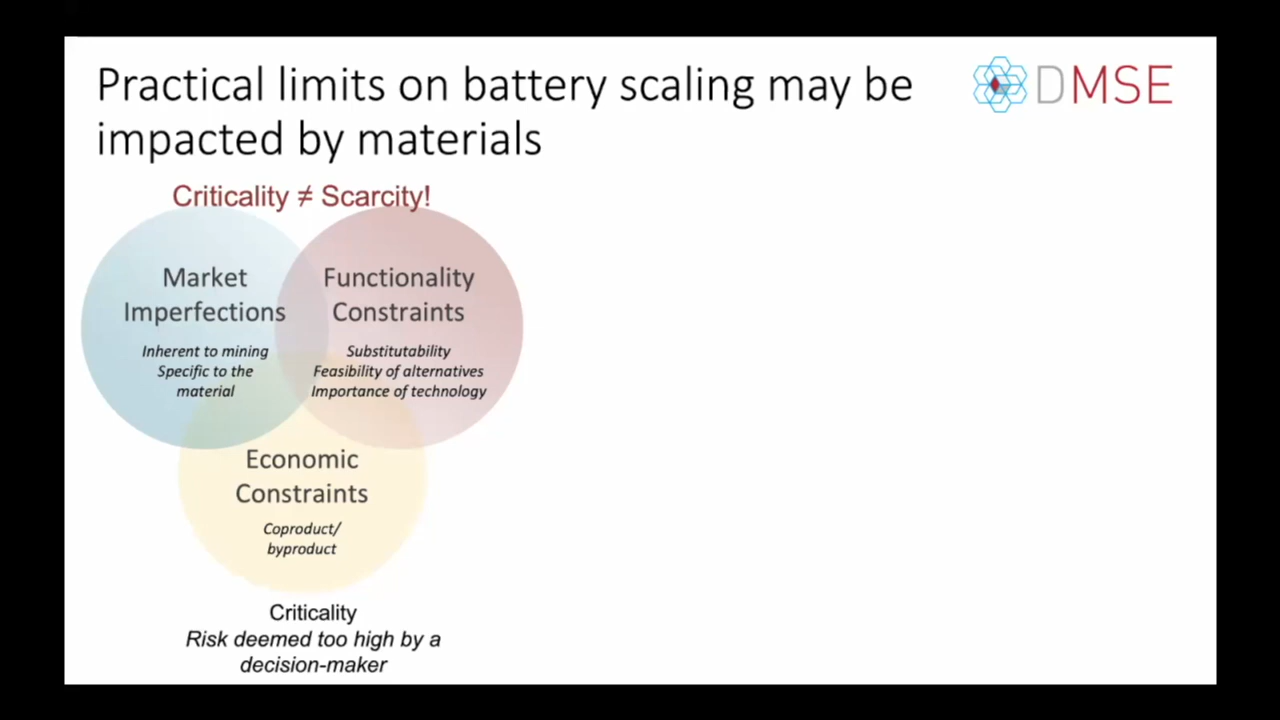 Practical limits on battery scaling may be
impacted by materials
DMSE
Criticality ≠ Scarcity!
Market
Imperfections
Inherent to mining
Specific to the
material
Functionality
Constraints
Substitutability
Feasibility of alternatives
Importance of technology
Economic
Constraints
Coproduct/
byproduct
Criticality
Risk deemed too high by a
decision-maker